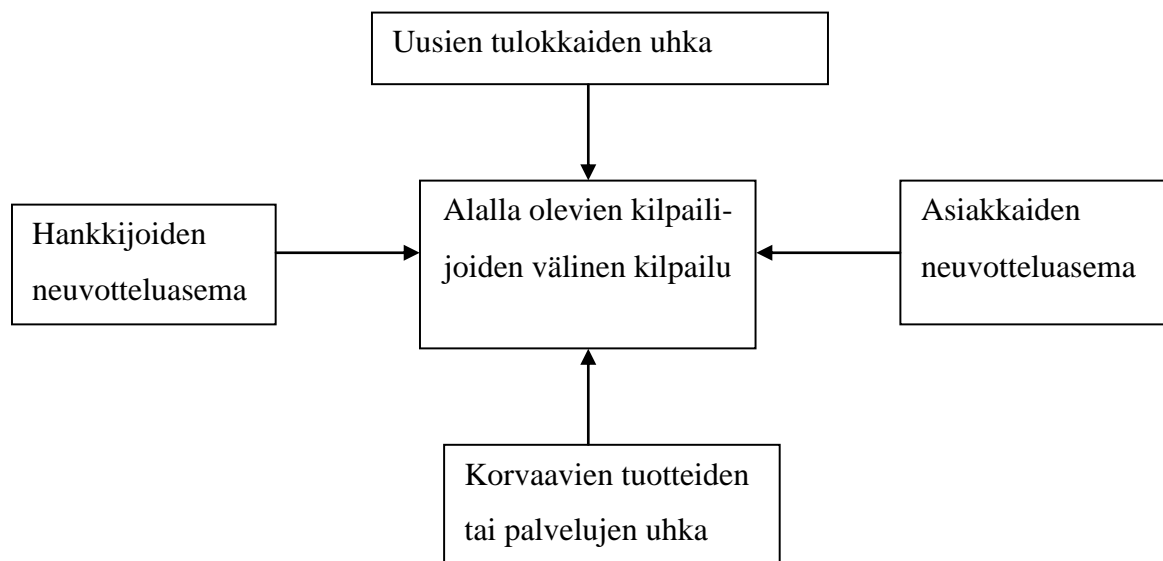 Uusien tulokkaiden uhka
Hankkijoiden
neuvotteluasema
Alalla olevien kilpaili-
joiden välinen kilpailu
Asiakkaiden
neuvotteluasema
Korvaavien tuotteiden
tai palvelujen uhka